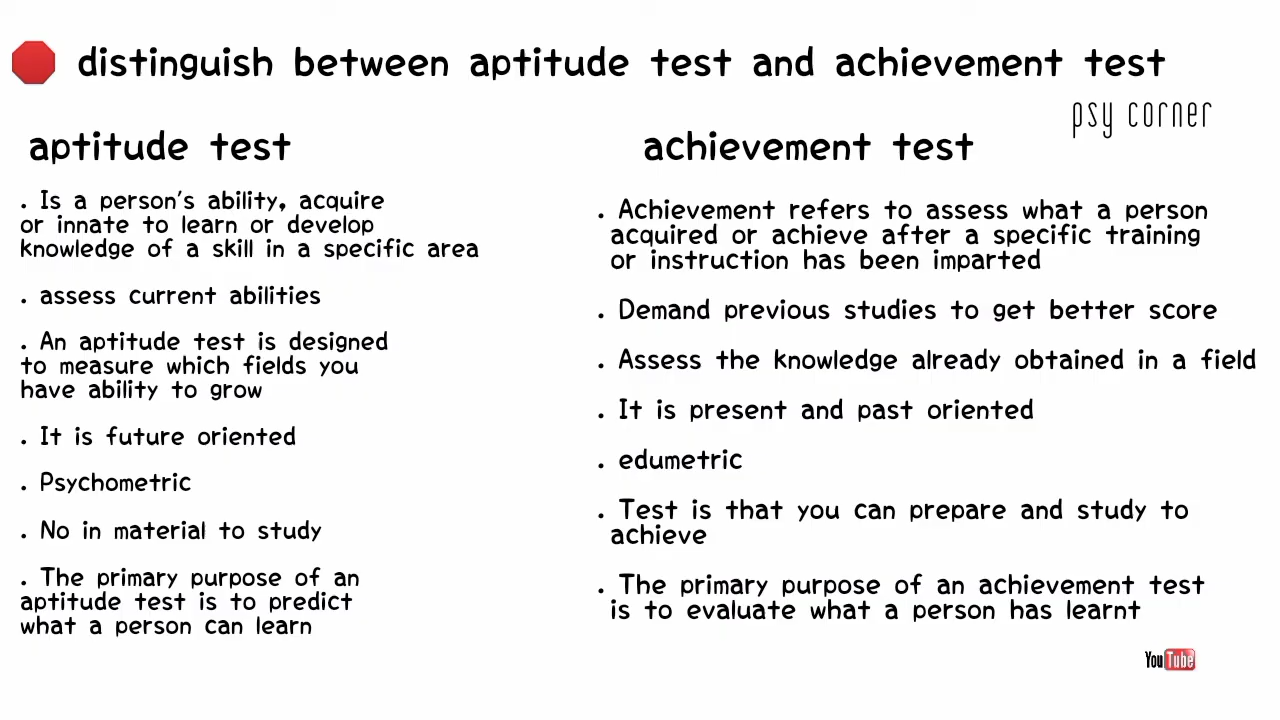 distinguish between aptitude test and achievement test
psy corner
aptitude test
. Is a person's ability, acquire
or innate to learn or develop
knowledge of a skill in a specific area
. assess current abilities
. An aptitude test is designed
to measure which fields you
have ability to grow
. It is future oriented
. Psychometric
. No in material to study
. The primary purpose of an
aptitude test is to predict
what a person can learn
achievement test
. Achievement refers to assess what a person
acquired or achieve after a specific training
or instruction has been imparted
. Demand previous studies to get better score
. Assess the knowledge already obtained in a field
. It is present and past oriented
. edumetric
. Test is that you can prepare and study to
achieve
. The primary purpose of an achievement test
is to evaluate what a person has learnt
YouTube